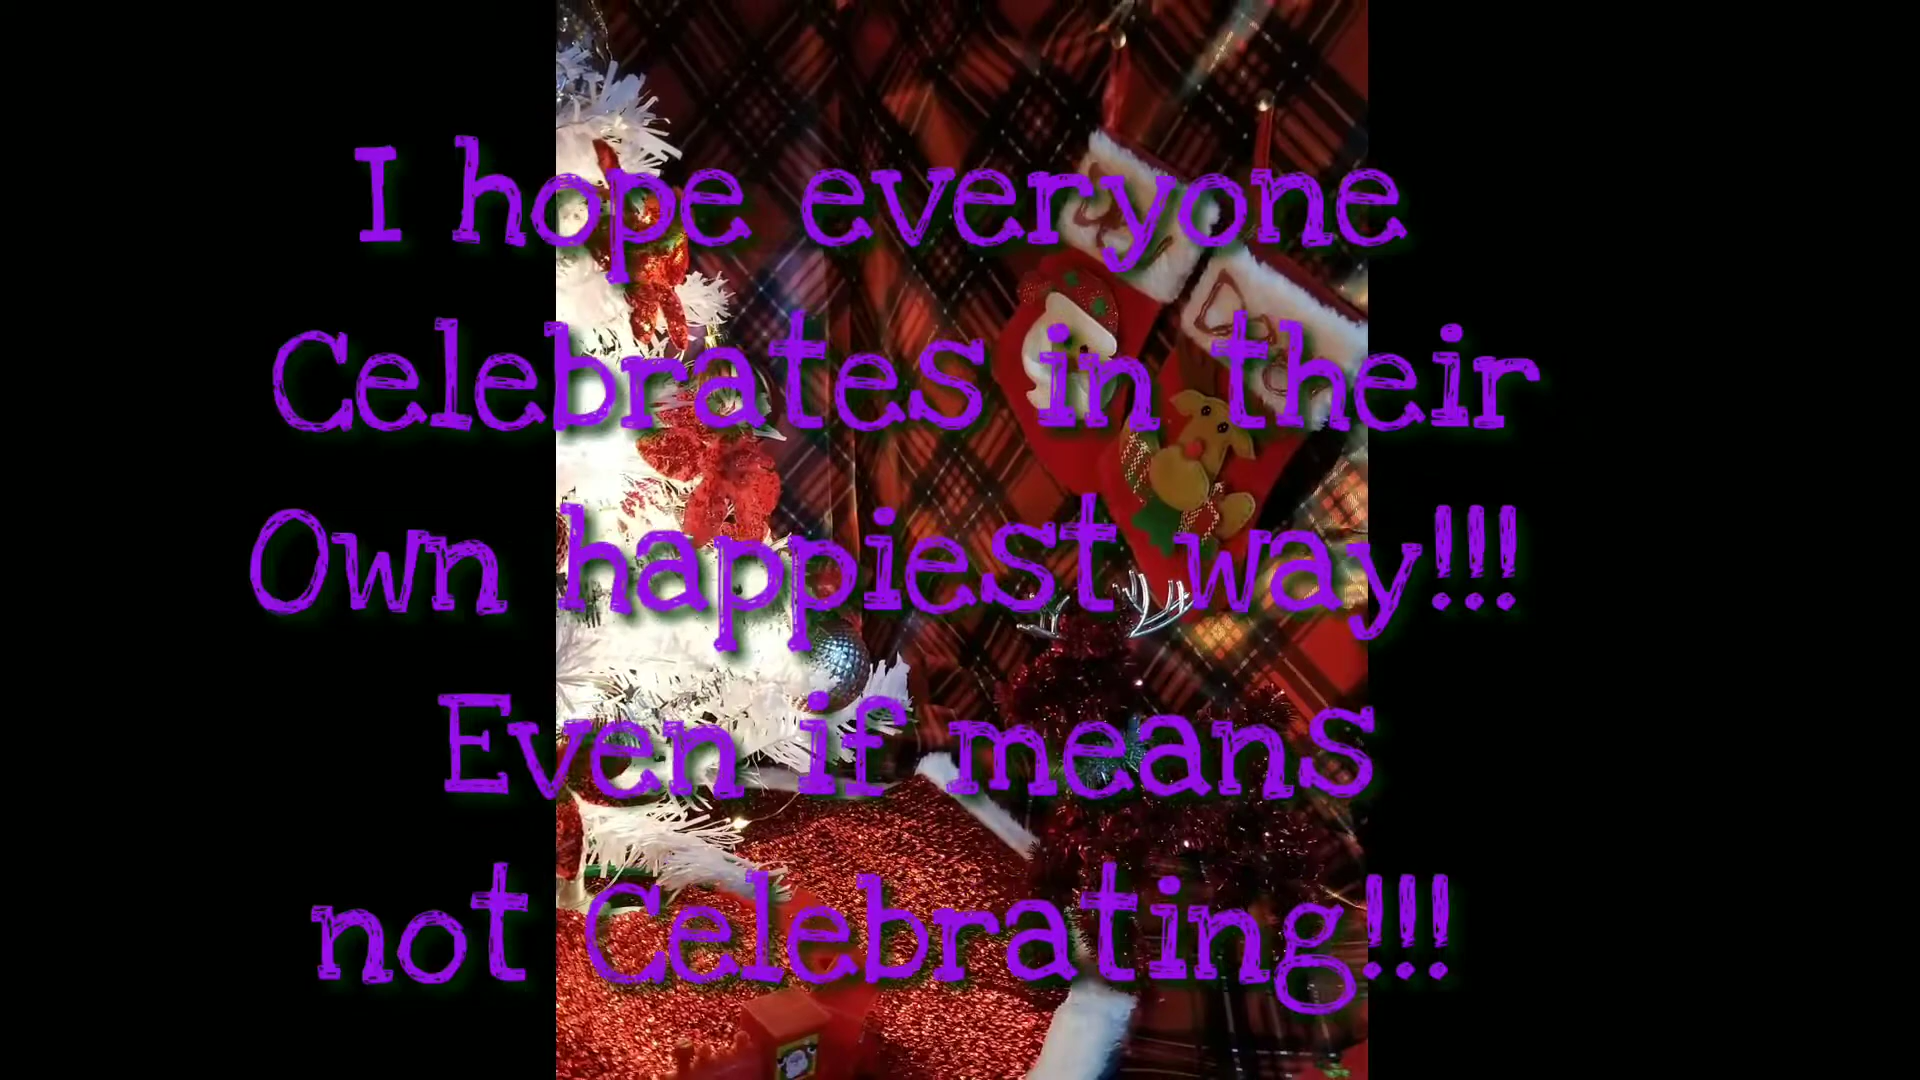 I hope everyone
Celebrates in their
Own happiest way!!!
Even if means
not Celebrating!!!